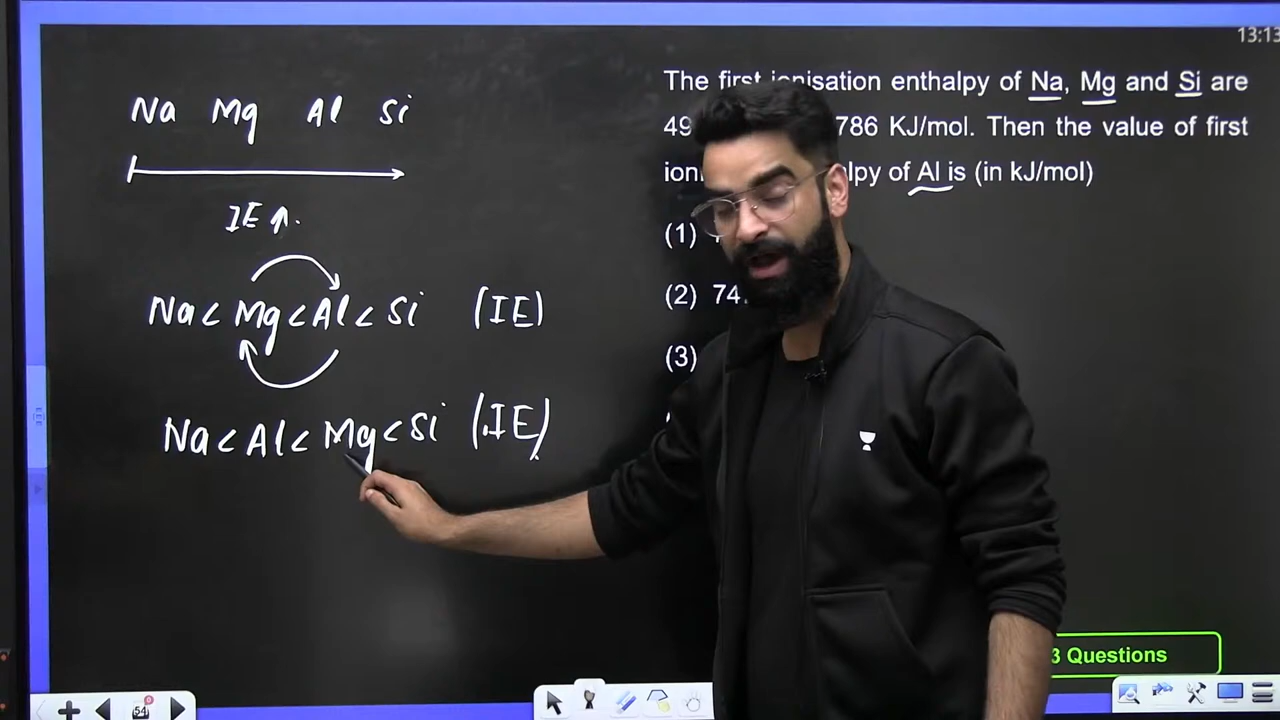 13:13
Na Mg Al Si
IE ↑.
Na < Mg < Al < Si (IE)
Na < Al < Mg < Si (IE)
The first ionisation enthalpy of Na, Mg and Si are
786 KJ/mol. Then the value of first
of Al is (in kJ/mol)
(1)
(2) 74
(3)
3 Questions
54